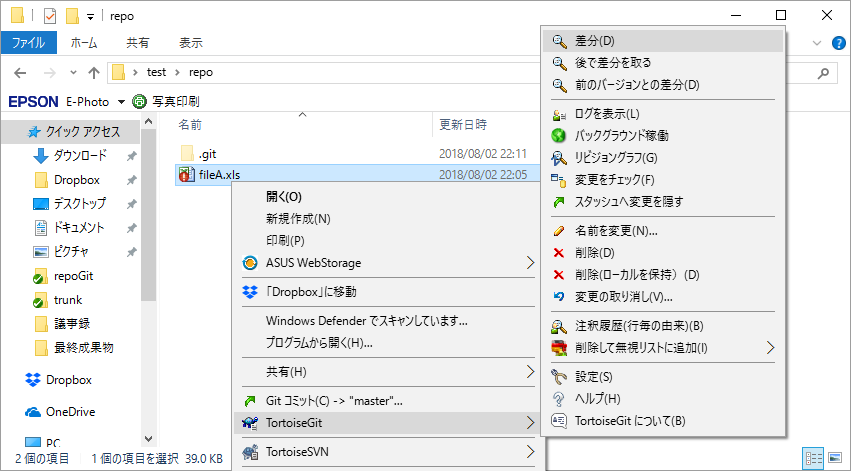 repo
ファイル ホーム 共有 表示
test repo
EPSON E-Photo 写真印刷
クイック アクセス
ダウンロード
Dropbox
デスクトップ
ドキュメント
ピクチャ
repoGit
trunk
議事録
最終成果物
Dropbox
OneDrive
PC
名前 更新日時
.git 2018/08/02 22:11
fileA.xls 2018/08/02 22:05
開く(O)
新規作成(N)
印刷(P)
ASUS WebStorage
「Dropbox」に移動
Windows Defender でスキャンしています...
プログラムから開く(H)...
共有(H)
Git コミット(C) -> "master"...
TortoiseGit
TortoiseSVN
差分(D)
後で差分を取る
前のバージョンとの差分(D)
ログを表示(L)
バックグラウンド稼働
リビジョングラフ(G)
変更をチェック(F)
スタッシュへ変更を隠す
名前を変更(N)...
削除(D)
削除(ローカルを保持) (D)
変更の取り消し(V)...
注釈履歴(行毎の由来)(B)
削除して無視リストに追加(I)
設定(S)
ヘルプ(H)
TortoiseGit について(B)
2 個の項目 1 個の項目を選択 39.0 KB